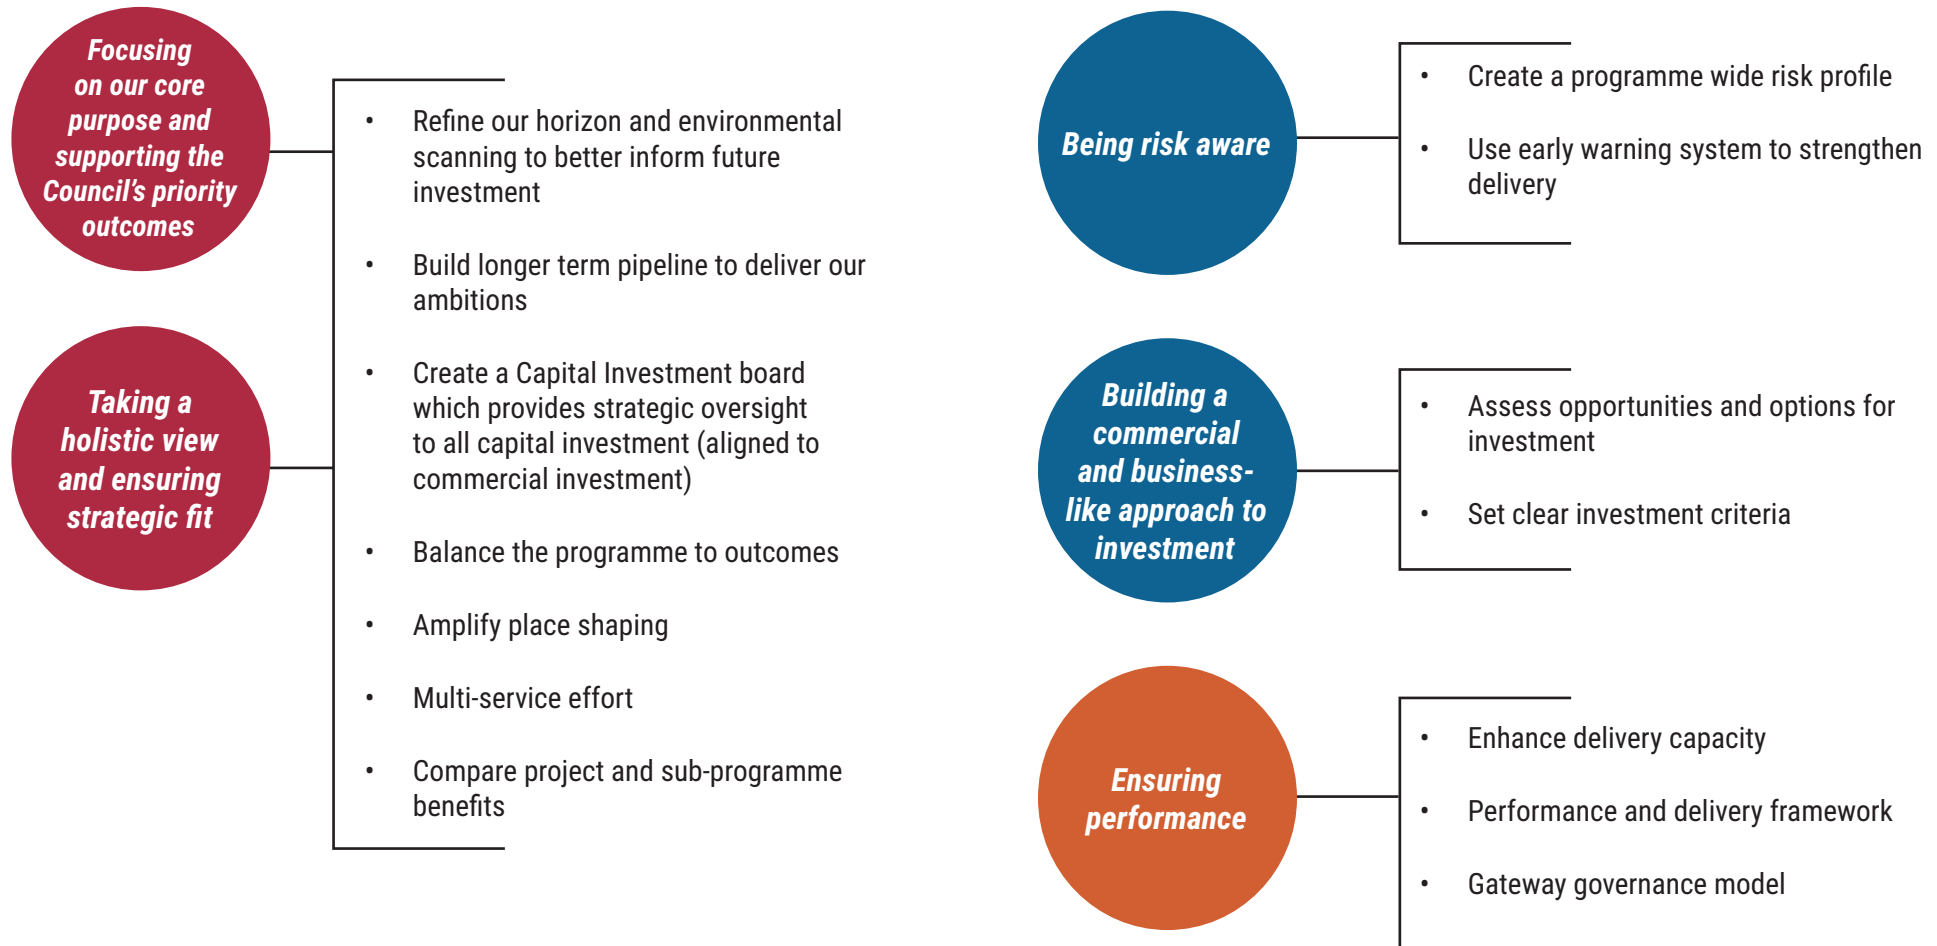 Focusing
on our core
purpose and
supporting the
Council's priority
outcomes
Taking a
holistic view
and ensuring
strategic fit
• Refine our horizon and environmental
scanning to better inform future
investment
• Build longer term pipeline to deliver our
ambitions
• Create a Capital Investment board
which provides strategic oversight
to all capital investment (aligned to
commercial investment)
• Balance the programme to outcomes
• Amplify place shaping
• Multi-service effort
• Compare project and sub-programme
benefits
Being risk aware
• Create a programme wide risk profile
• Use early warning system to strengthen
delivery
Building a
commercial
and business-
like approach to
investment
• Assess opportunities and options for
investment
• Set clear investment criteria
Ensuring
performance
• Enhance delivery capacity
• Performance and delivery framework
• Gateway governance model